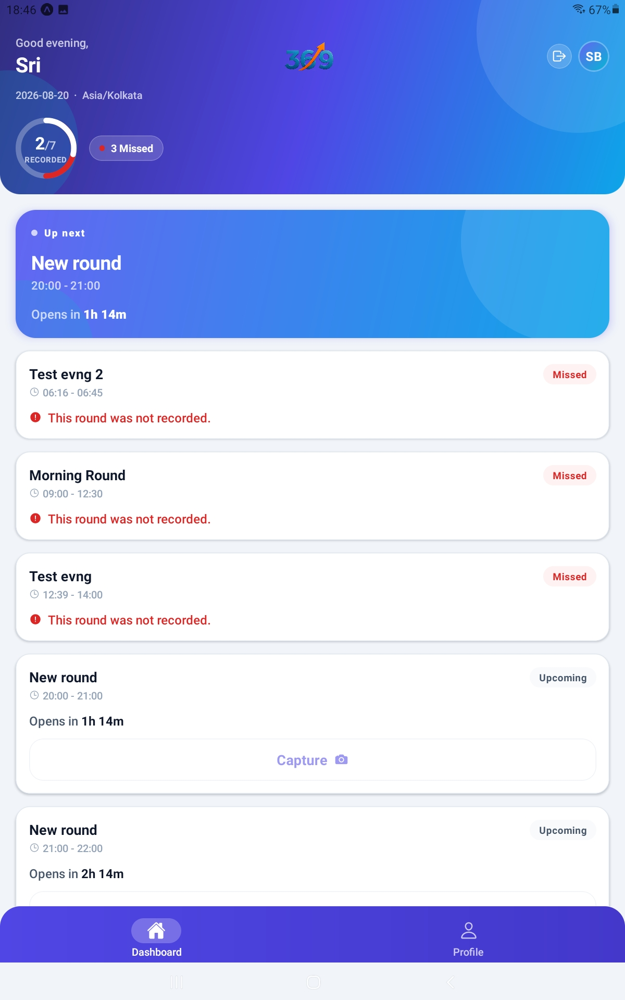 18:46
67%
Good evening,
Sri
369
SB
2026-08-20 · Asia/Kolkata
2/7
RECORDED
3 Missed
Up next
New round
20:00 - 21:00
Opens in 1h 14m
Test evng 2
Missed
06:16 - 06:45
This round was not recorded.
Morning Round
Missed
09:00 - 12:30
This round was not recorded.
Test evng
Missed
12:39 - 14:00
This round was not recorded.
New round
Upcoming
20:00 - 21:00
Opens in 1h 14m
Capture
New round
Upcoming
21:00 - 22:00
Opens in 2h 14m
Dashboard
Profile